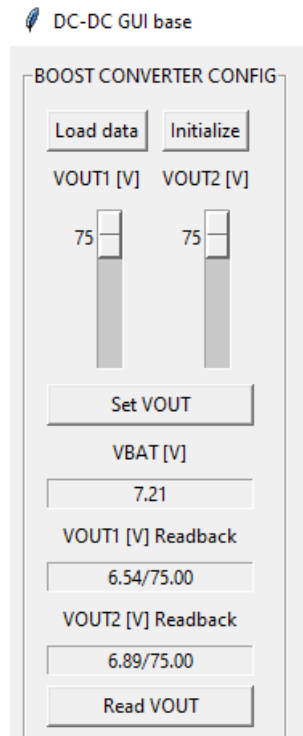 DC-DC GUI base
BOOST CONVERTER CONFIG
Load data Initialize
VOUT1 [V] VOUT2 [V]
75 75
Set VOUT
VBAT [V]
7.21
VOUT1 [V] Readback
6.54/75.00
VOUT2 [V] Readback
6.89/75.00
Read VOUT